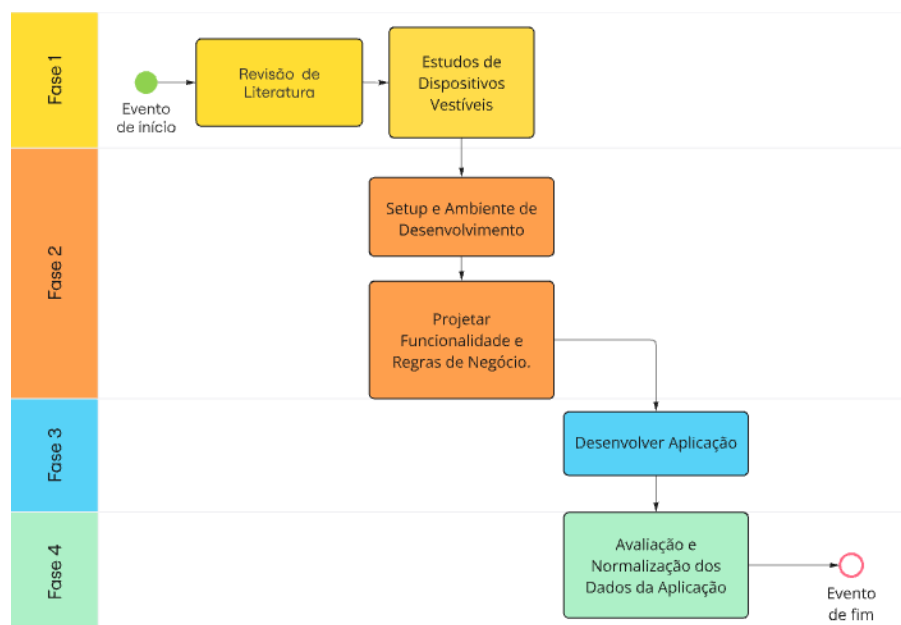 Fase 1
Evento
de início
Revisão de
Literatura
Estudos de
Dispositivos
Vestíveis
Fase 2
Setup e Ambiente de
Desenvolvimento
Projetar
Funcionalidade e
Regras de Negócio.
Fase 3
Desenvolver Aplicação
Fase 4
Avaliação e
Normalização dos
Dados da Aplicação
Evento
de fim